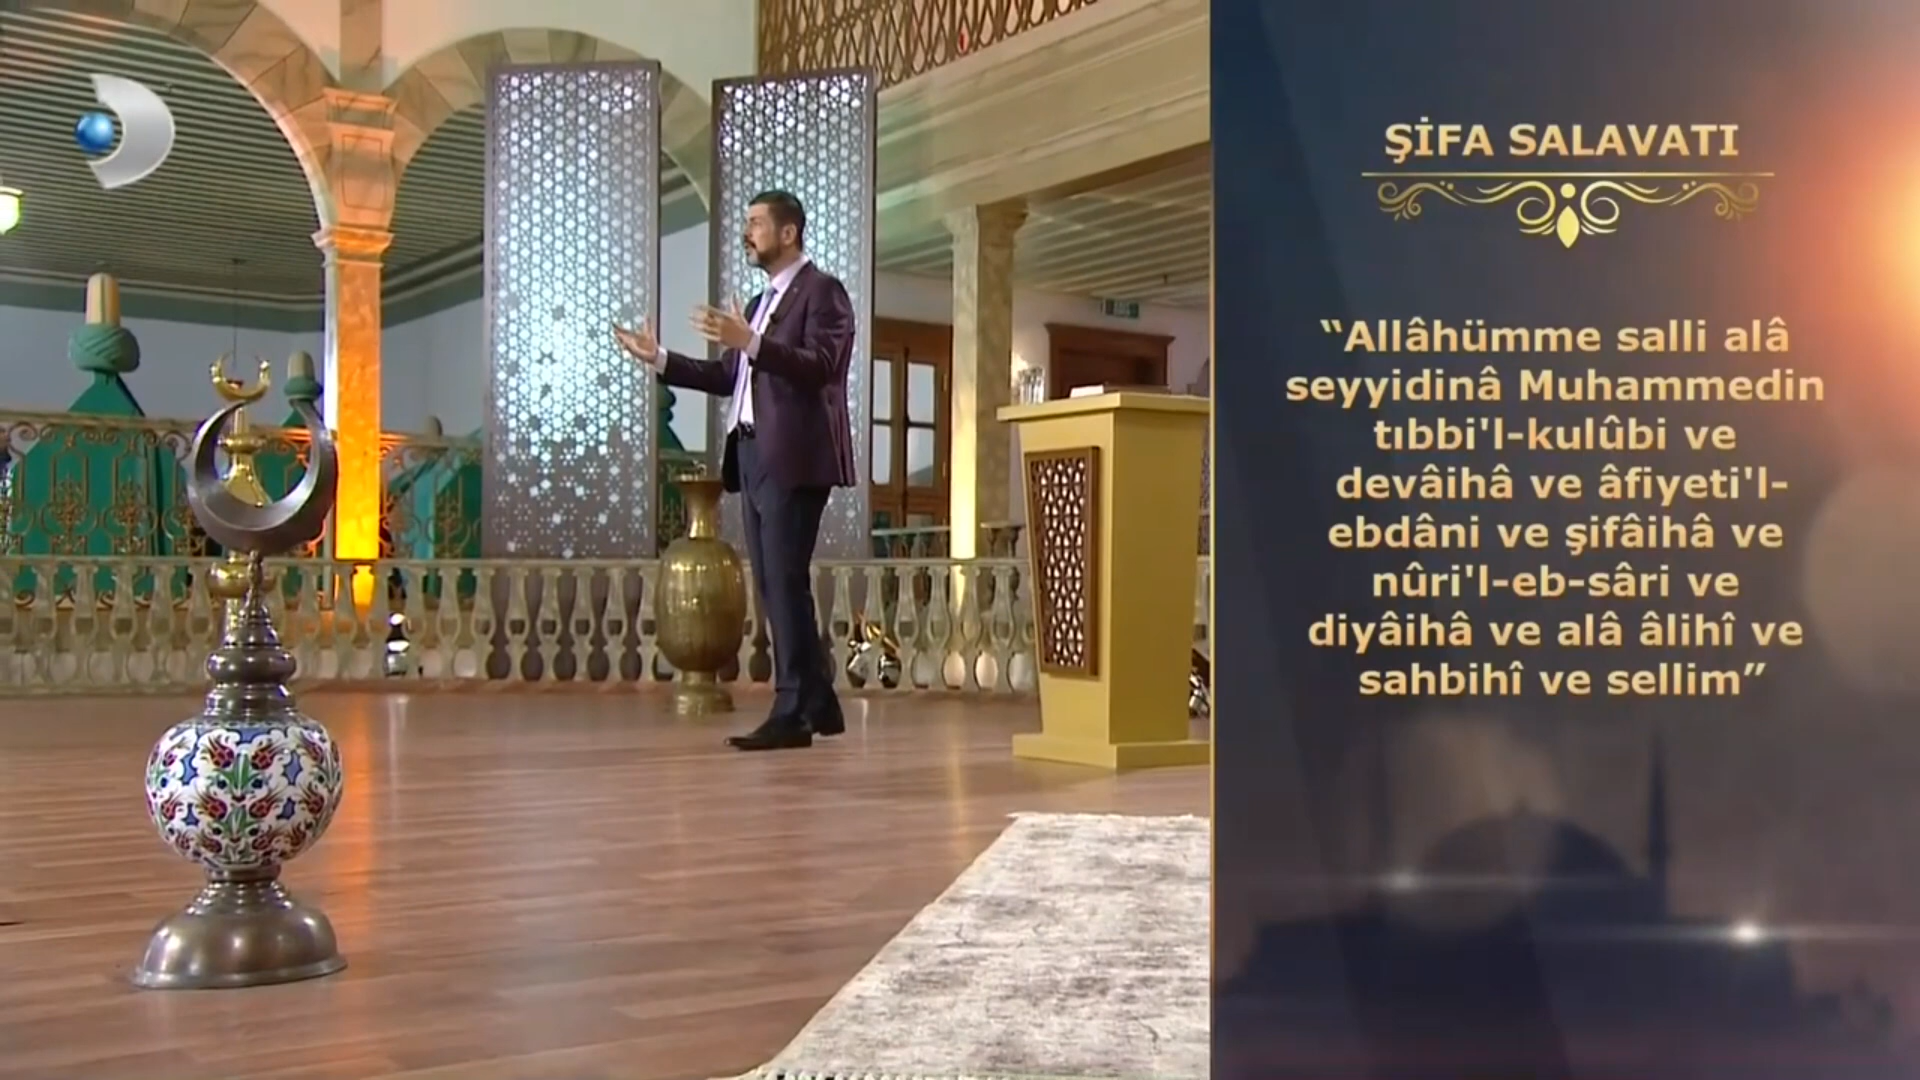 ŞİFA SALAVATI
“Allâhümme salli alâ
seyyidinâ Muhammedin
tıbbi'l-kulûbi ve
devâihâ ve âfiyeti'l-
ebdâni ve şifâihâ ve
nûri'l-eb-sâri ve
diyâihâ ve alâ âlihî ve
sahbihî ve sellim”